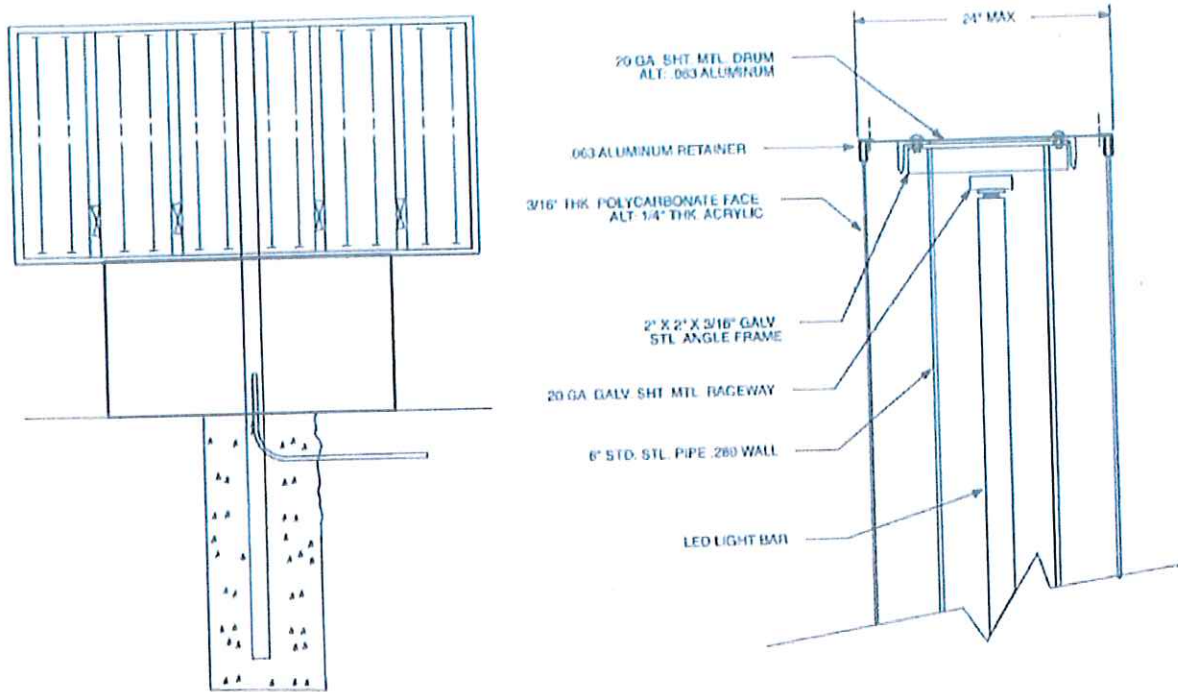 24" MAX
20 GA. SHT. MTL. DRUM
ALT: .063 ALUMINUM
.063 ALUMINUM RETAINER
3/16" THK. POLYCARBONATE FACE
ALT: 1/4" THK. ACRYLIC
2" X 2" X 3/16" GALV.
STL. ANGLE FRAME
20 GA. GALV. SHT. MTL. RACEWAY
6" STD. STL. PIPE .280 WALL
LED LIGHT BAR